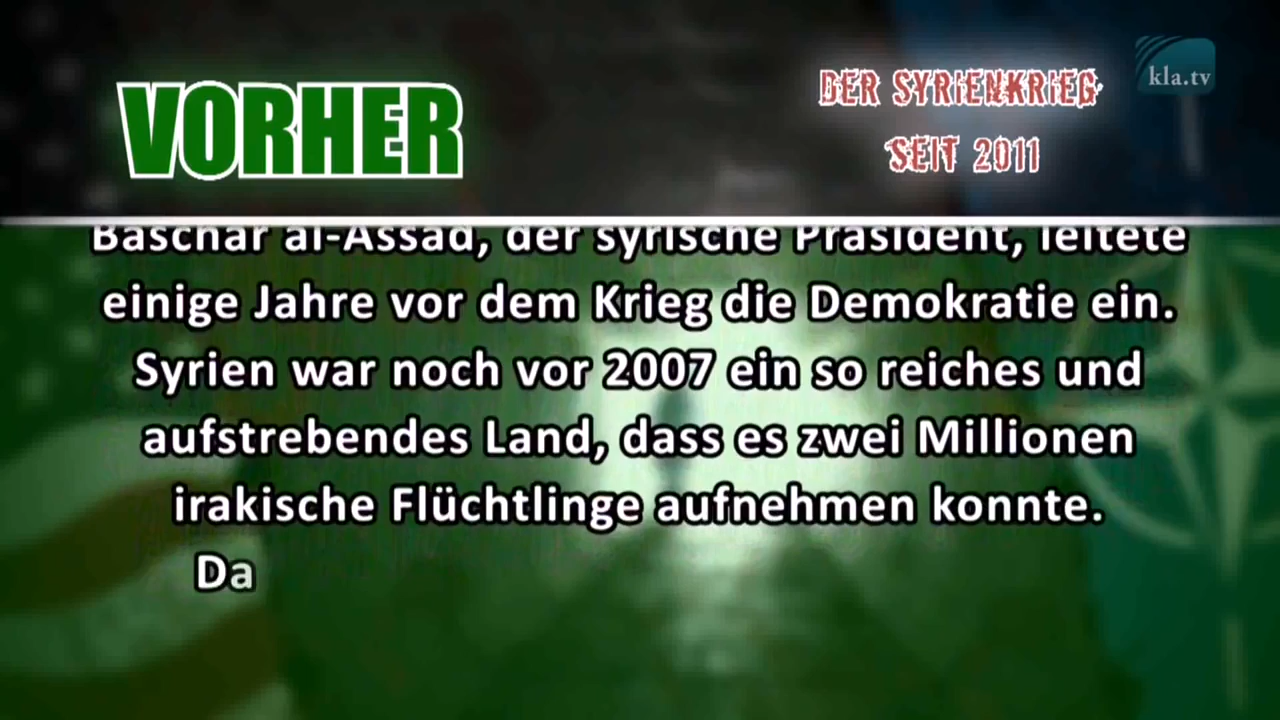 VORHER
DER SYRIENKRIEG
SEIT 2011
kla.tv
Baschar al-Assad, der syrische Präsident, leitete
einige Jahre vor dem Krieg die Demokratie ein.
Syrien war noch vor 2007 ein so reiches und
aufstrebendes Land, dass es zwei Millionen
irakische Flüchtlinge aufnehmen konnte.
Da